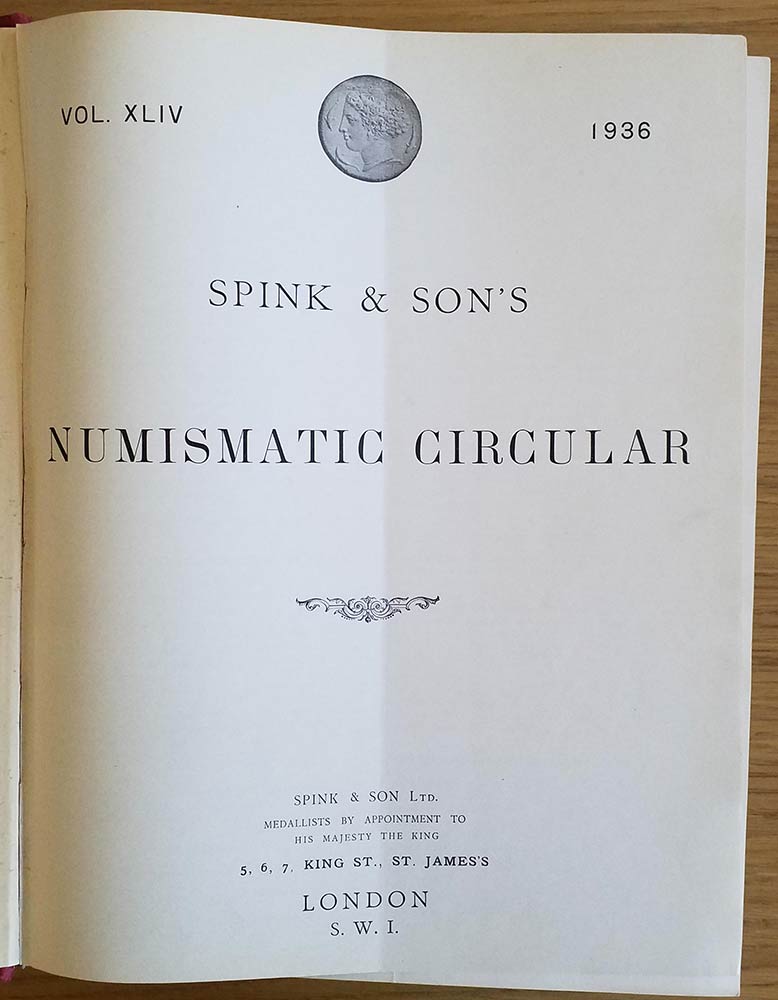 VOL. XLIV
1936
SPINK & SON'S
NUMISMATIC CIRCULAR
SPINK & SON LTD.
MEDALLISTS BY APPOINTMENT TO
HIS MAJESTY THE KING
5, 6, 7, KING ST., ST. JAMES'S
LONDON
S. W. I.